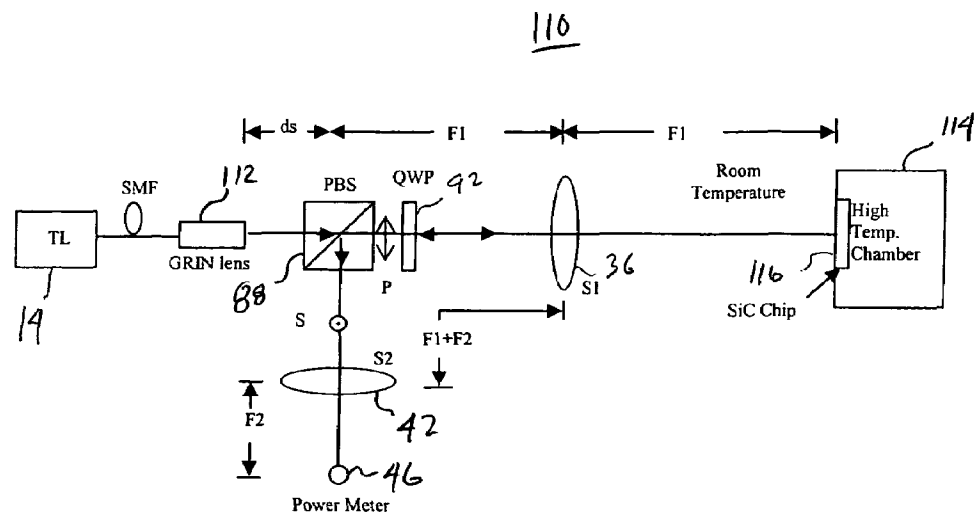 110
ds
F1
F1
114
SMF
112
PBS
QWP
92
Room
Temperature
TL
GRIN lens
High
Temp.
Chamber
14
88
P
36
S1
116
SiC Chip
S
F1+F2
S2
F2
42
46
Power Meter